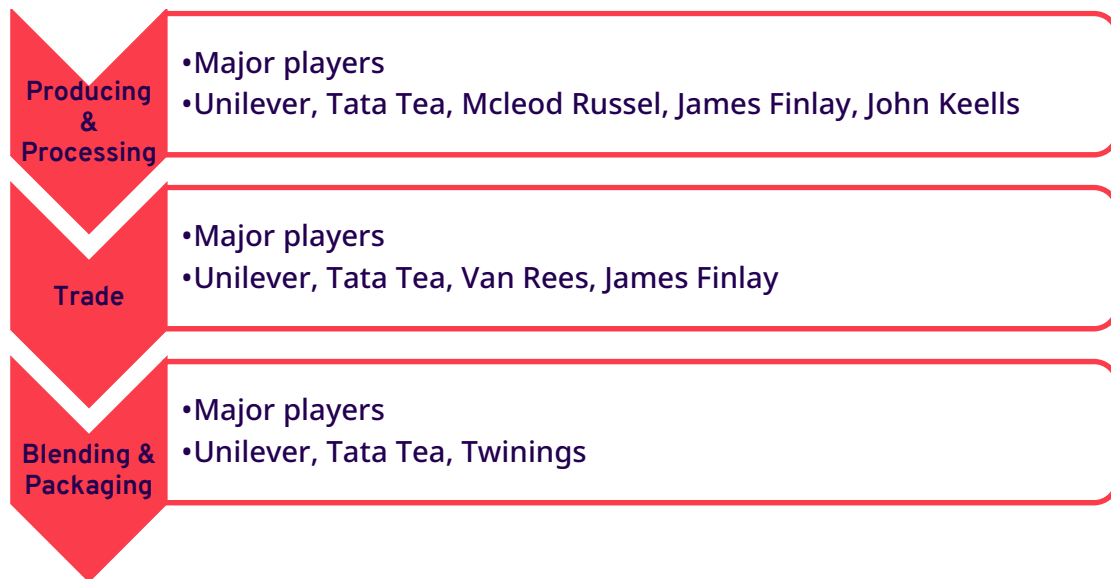 Producing
&
Processing
•Major players
•Unilever, Tata Tea, Mcleod Russel, James Finlay, John Keells
Trade
•Major players
•Unilever, Tata Tea, Van Rees, James Finlay
Blending &
Packaging
•Major players
•Unilever, Tata Tea, Twinings